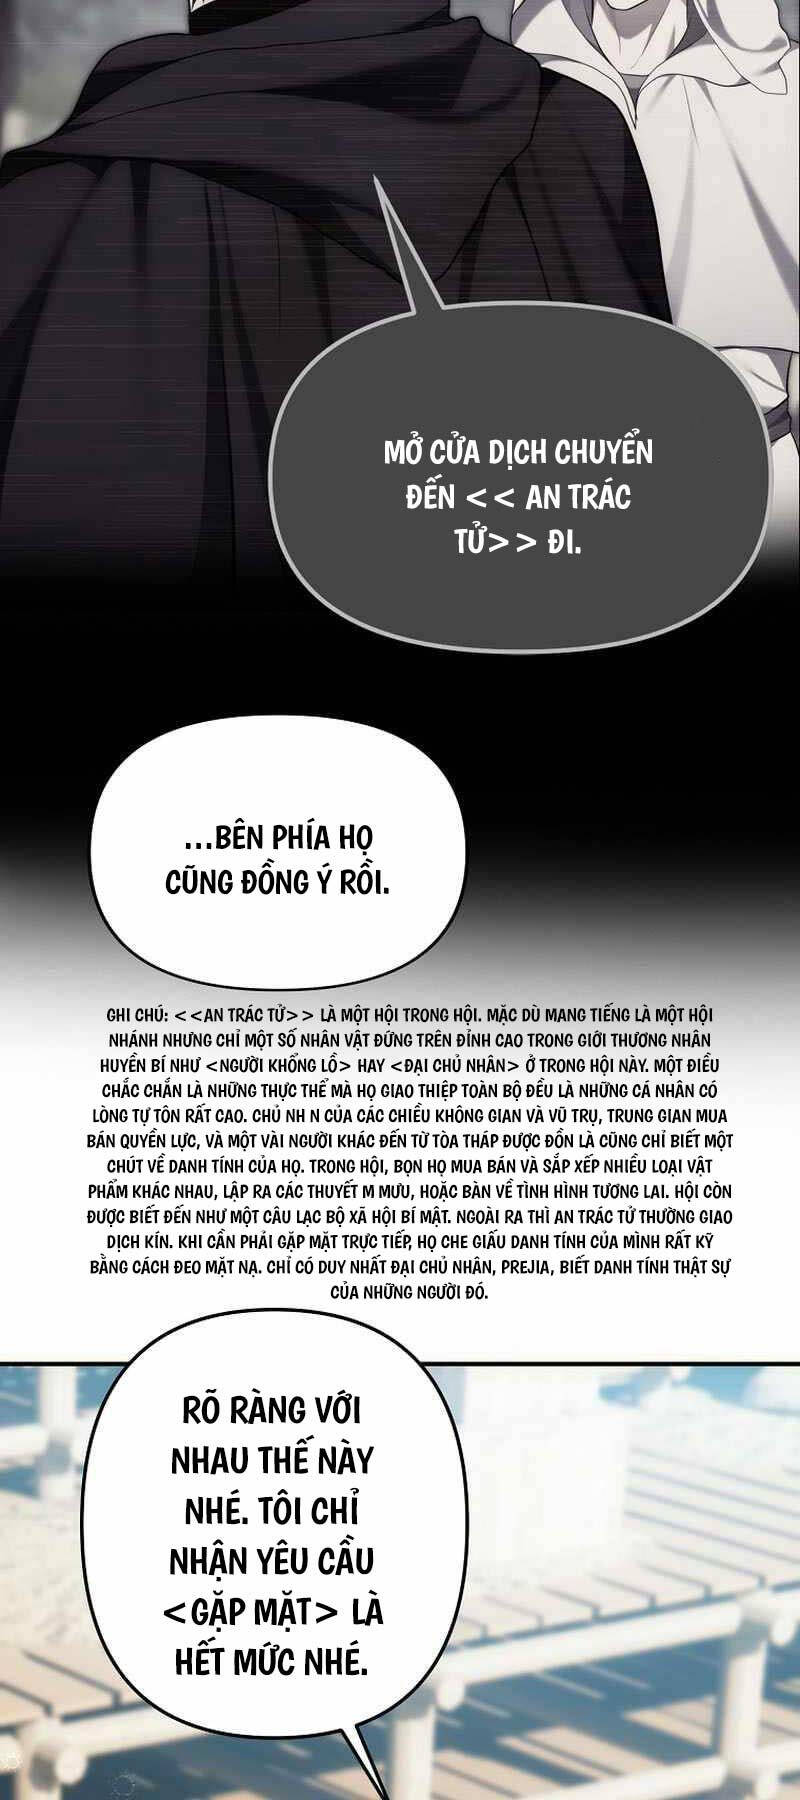 MỞ CỬA DỊCH CHUYỂN
ĐẾN << AN TRÁC
TỬ>> ĐI.
...BÊN PHÍA HỌ
CŨNG ĐỒNG Ý RỒI.
GHI CHÚ: <<AN TRÁC TỬ>> LÀ MỘT HỘI TRONG HỘI. MẶC DÙ MANG TIẾNG LÀ MỘT HỘI
NHÁNH NHƯNG CHỈ MỘT SỐ NHÂN VẬT ĐỨNG TRÊN ĐỈNH CAO TRONG GIỚI THƯƠNG NHÂN
HUYỀN BÍ NHƯ <NGƯỜI KHỔNG LỒ> HAY <ĐẠI CHỦ NHÂN> Ở TRONG HỘI NÀY. MỘT ĐIỀU
CHẮC CHẮN LÀ NHỮNG THỰC THỂ MÀ HỌ GIAO THIỆP TOÀN BỘ ĐỀU LÀ NHỮNG CÁ NHÂN CÓ
LÒNG TỰ TÔN RẤT CAO. CHỦ NH N CỦA CÁC CHIỀU KHÔNG GIAN VÀ VŨ TRỤ, TRUNG GIAN MUA
BÁN QUYỀN LỰC, VÀ MỘT VÀI NGƯỜI KHÁC ĐẾN TỪ TÒA THÁP ĐƯỢC ĐỒN LÀ CŨNG CHỈ BIẾT MỘT
CHÚT VỀ DANH TÍNH CỦA HỌ. TRONG HỘI, BỌN HỌ MUA BÁN VÀ SẮP XẾP NHIỀU LOẠI VẬT
PHẨM KHÁC NHAU, LẬP RA CÁC THUYẾT M MƯU, HOẶC BÀN VỀ TÌNH HÌNH TƯƠNG LAI. HỘI CÒN
ĐƯỢC BIẾT ĐẾN NHƯ MỘT CÂU LẠC BỘ XÃ HỘI BÍ MẬT. NGOÀI RA THÌ AN TRÁC TỬ THƯỜNG GIAO
DỊCH KÍN. KHI CẦN PHẢI GẶP MẶT TRỰC TIẾP, HỌ CHE GIẤU DANH TÍNH CỦA MÌNH RẤT KỸ
BẰNG CÁCH ĐEO MẶT NẠ. CHỈ CÓ DUY NHẤT ĐẠI CHỦ NHÂN, PREJIA, BIẾT DANH TÍNH THẬT SỰ
CỦA NHỮNG NGƯỜI ĐÓ.
RÕ RÀNG VỚI
NHAU THẾ NÀY
NHÉ. TÔI CHỈ
NHẬN YÊU CẦU
<GẶP MẶT> LÀ
HẾT MỨC NHÉ.